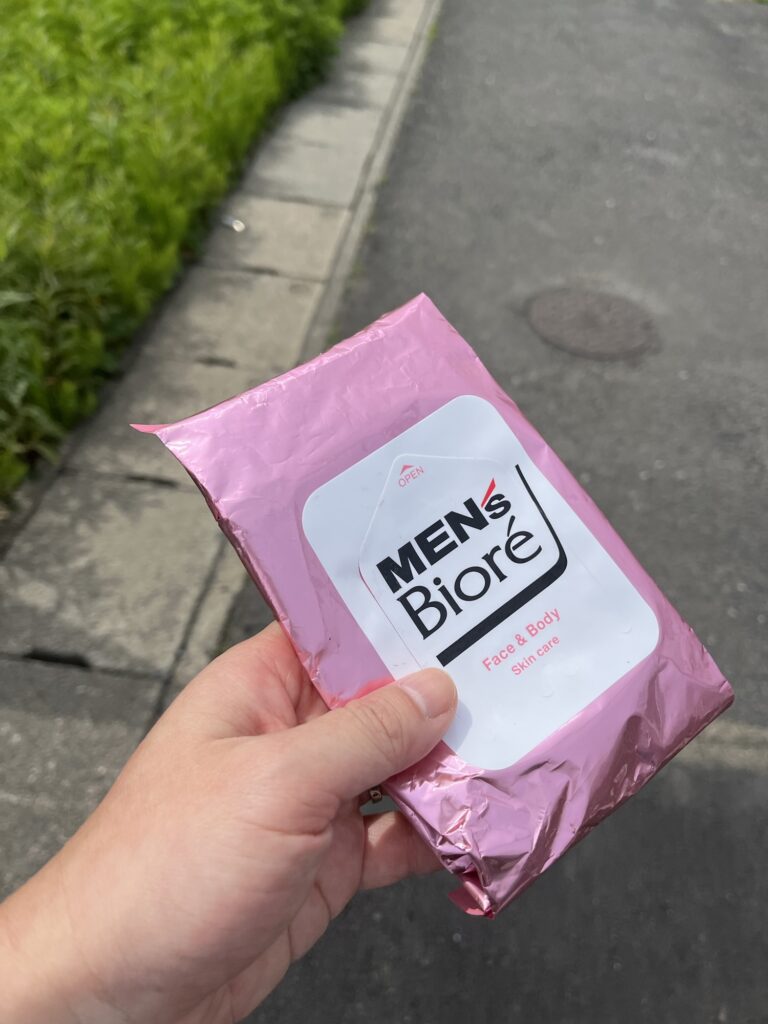 OPEN
MEN's
Bioré
Face & Body
Skin care